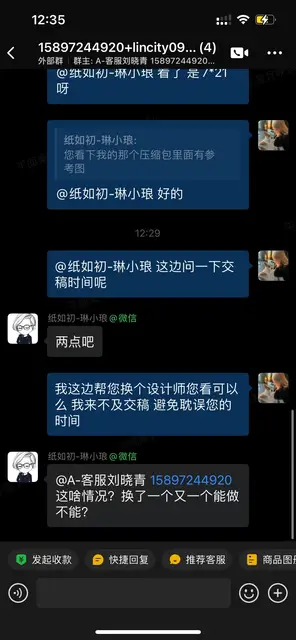 12:35
15897244920+lincity09... (4)
外部群 | 群主: A-客服刘晓青 15897244920...
@纸如初-琳小琅 看了 是 7*21
呀
纸如初-琳小琅:
您看下我的那个压缩包里面有参
考图
@纸如初-琳小琅 好的
12:29
@纸如初-琳小琅 这边问一下交
稿时间呢
纸如初-琳小琅@微信
两点吧
我这边帮您换个设计师您看可以
么 我来不及交稿 避免耽误您的
时间
纸如初-琳小琅@微信
@A-客服刘晓青 15897244920
这啥情况？换了一个又一个能做
不能？
发起收款
快捷回复
推荐客服
商品图册